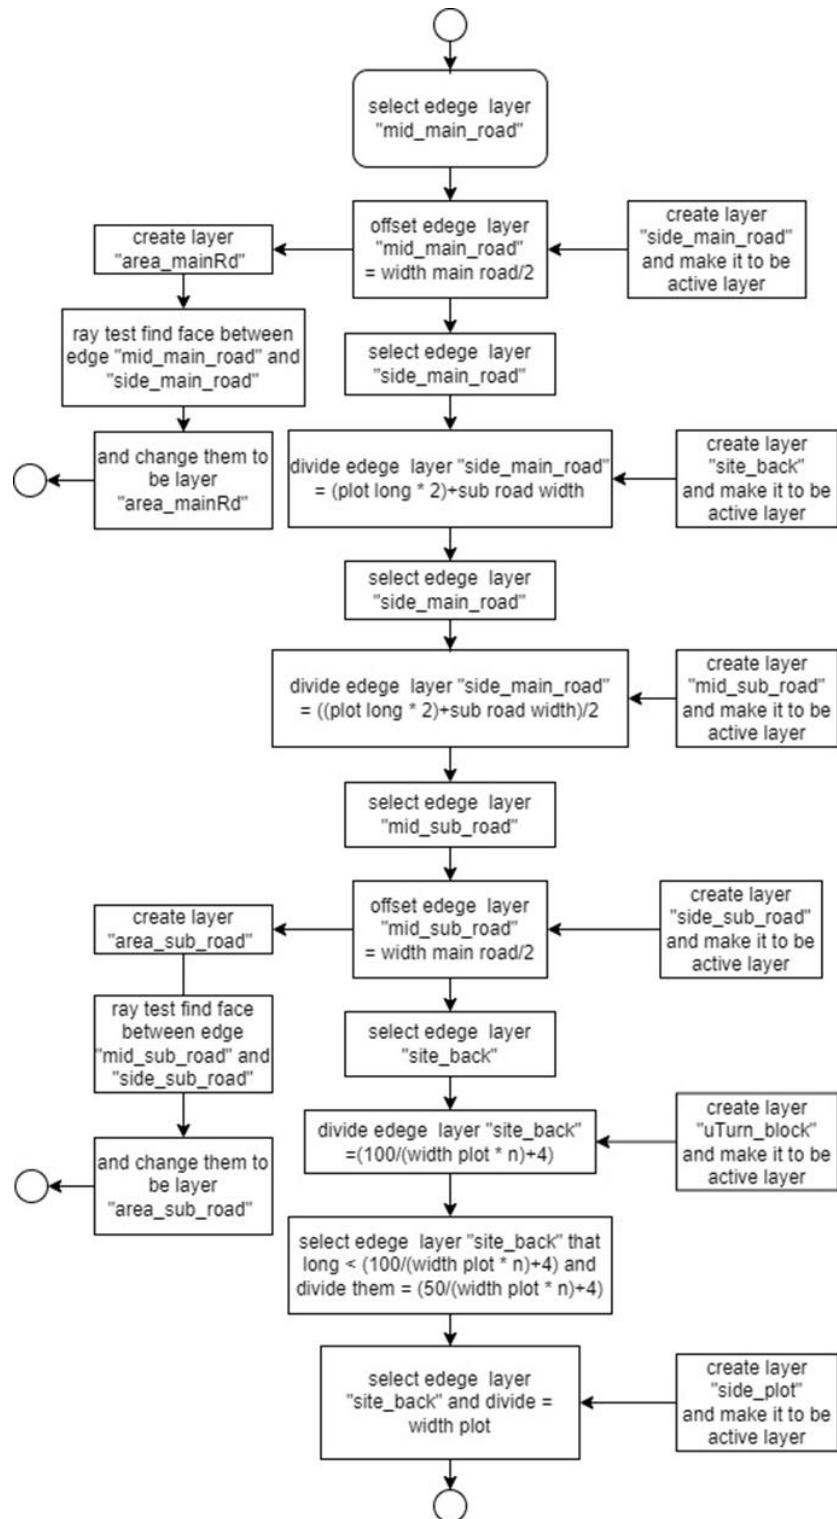 select edege  layer
"mid_main_road"
create layer
"area_mainRd"
offset edege  layer
"mid_main_road"
= width main road/2
create layer
"side_main_road"
and make it to be
active layer
ray test find face between
edge "mid_main_road" and
"side_main_road"
select edege  layer
"side_main_road"
and change them to
be layer
"area_mainRd"
divide edege  layer "side_main_road"
= (plot long * 2)+sub road width
create layer
"site_back"
and make it to be
active layer
select edege  layer
"side_main_road"
divide edege  layer "side_main_road"
= ((plot long * 2)+sub road width)/2
create layer
"mid_sub_road"
and make it to be
active layer
select edege  layer
"mid_sub_road"
create layer
"area_sub_road"
offset edege  layer
"mid_sub_road"
= width main road/2
create layer
"side_sub_road"
and make it to be
active layer
ray test find face
between edge
"mid_sub_road" and
"side_sub_road"
select edege  layer
"site_back"
and change them to
be layer
"area_sub_road"
divide edege  layer "site_back"
=(100/(width plot * n)+4)
create layer
"uTurn_block"
and make it to be
active layer
select edege  layer "site_back" that
long < (100/(width plot * n)+4) and
divide them = (50/(width plot * n)+4)
select edege  layer
"site_back" and divide =
width plot
create layer
"side_plot"
and make it to be
active layer